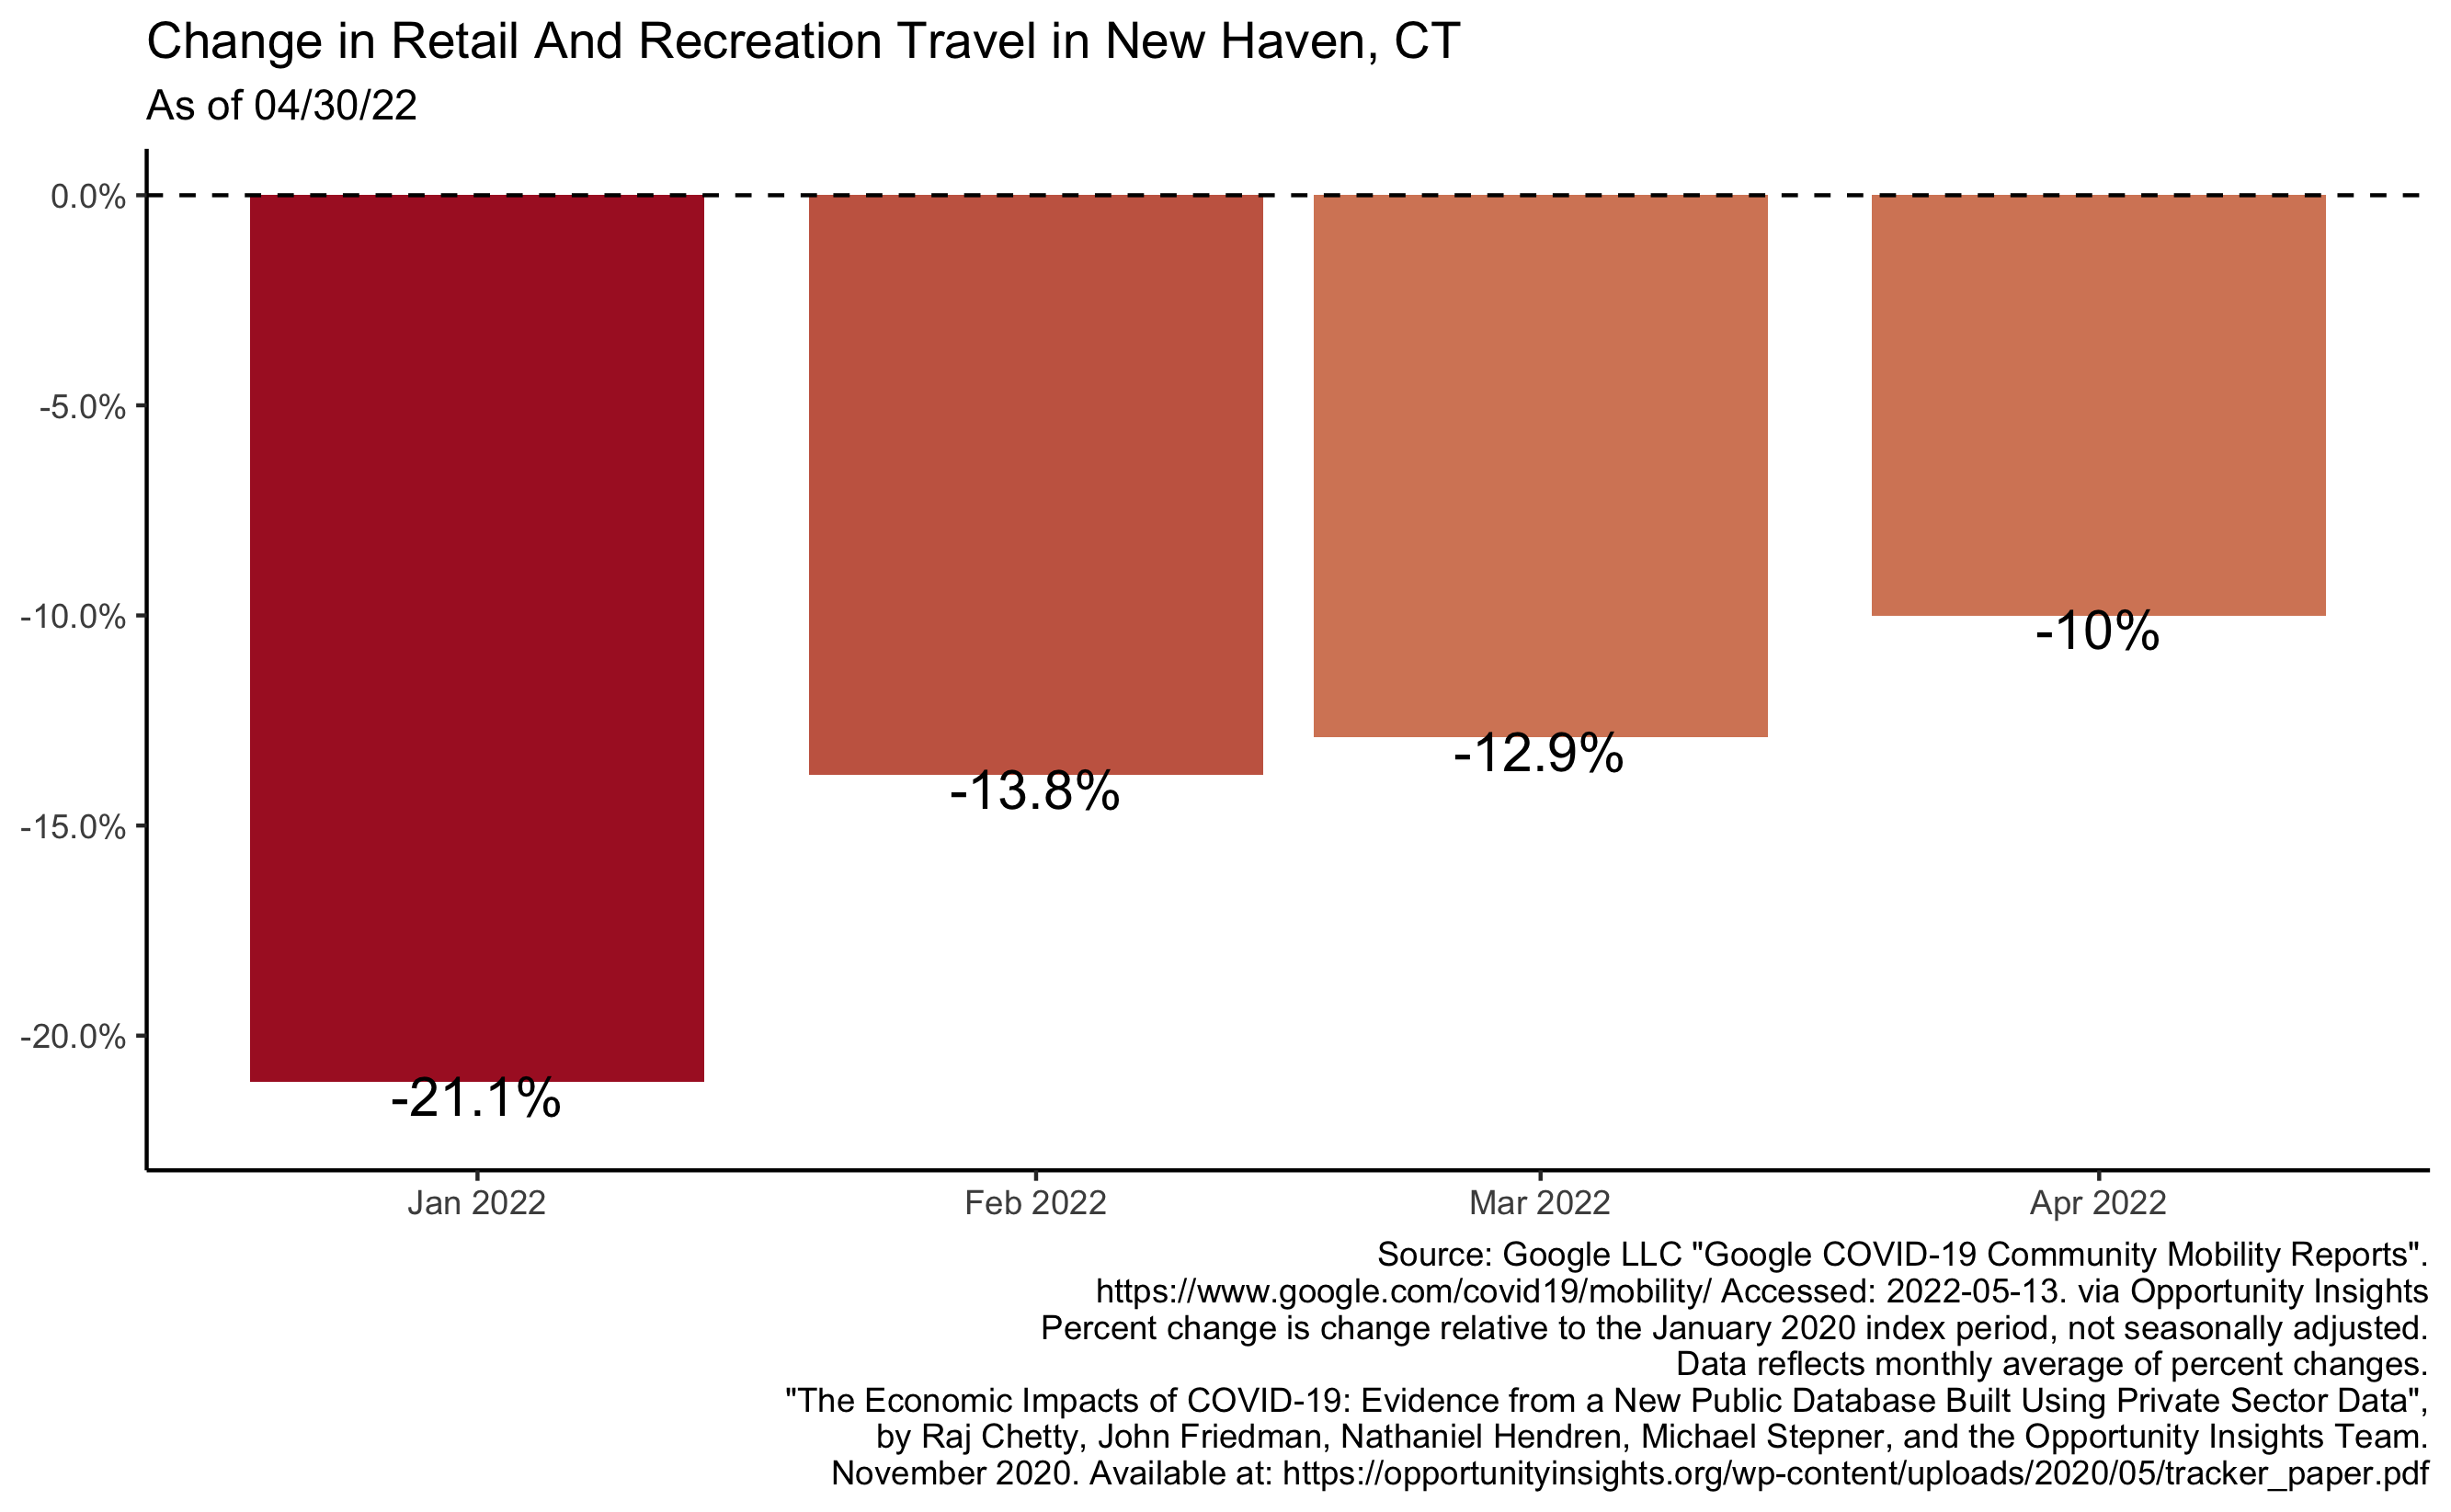 Change in Retail And Recreation Travel in New Haven, CT
As of 04/30/22
0.0%
-5.0%
-10.0%
-15.0%
-20.0%
-21.1%
-13.8%
-12.9%
-10%
Jan 2022
Feb 2022
Mar 2022
Apr 2022
Source: Google LLC "Google COVID-19 Community Mobility Reports".
https://www.google.com/covid19/mobility/ Accessed: 2022-05-13. via Opportunity Insights
Percent change is change relative to the January 2020 index period, not seasonally adjusted.
Data reflects monthly average of percent changes.
"The Economic Impacts of COVID-19: Evidence from a New Public Database Built Using Private Sector Data",
by Raj Chetty, John Friedman, Nathaniel Hendren, Michael Stepner, and the Opportunity Insights Team.
November 2020. Available at: https://opportunityinsights.org/wp-content/uploads/2020/05/tracker_paper.pdf